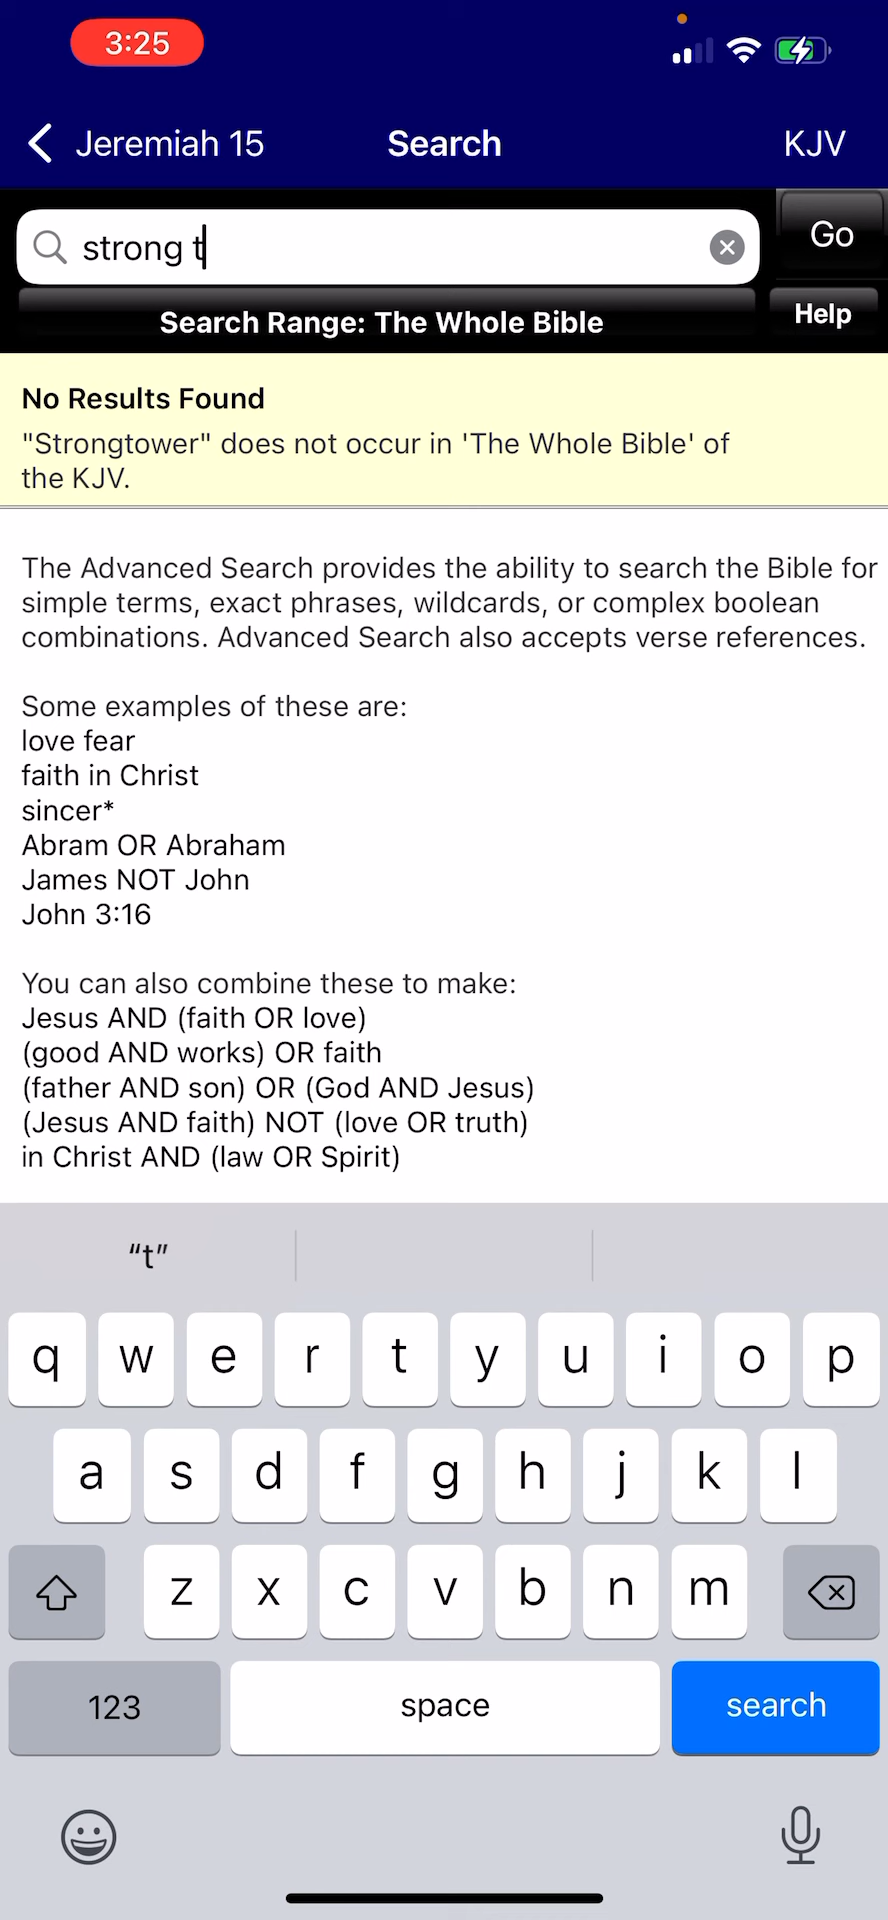 3:25
Jeremiah 15
Search
KJV
strong t
Go
Search Range: The Whole Bible
Help
No Results Found
"Strongtower" does not occur in 'The Whole Bible' of
the KJV.
The Advanced Search provides the ability to search the Bible for
simple terms, exact phrases, wildcards, or complex boolean
combinations. Advanced Search also accepts verse references.
Some examples of these are:
love fear
faith in Christ
sincer*
Abram OR Abraham
James NOT John
John 3:16
You can also combine these to make:
Jesus AND (faith OR love)
(good AND works) OR faith
(father AND son) OR (God AND Jesus)
(Jesus AND faith) NOT (love OR truth)
in Christ AND (law OR Spirit)
“t”
q w e r t y u i o p
a s d f g h j k l
z x c v b n m
123 space search